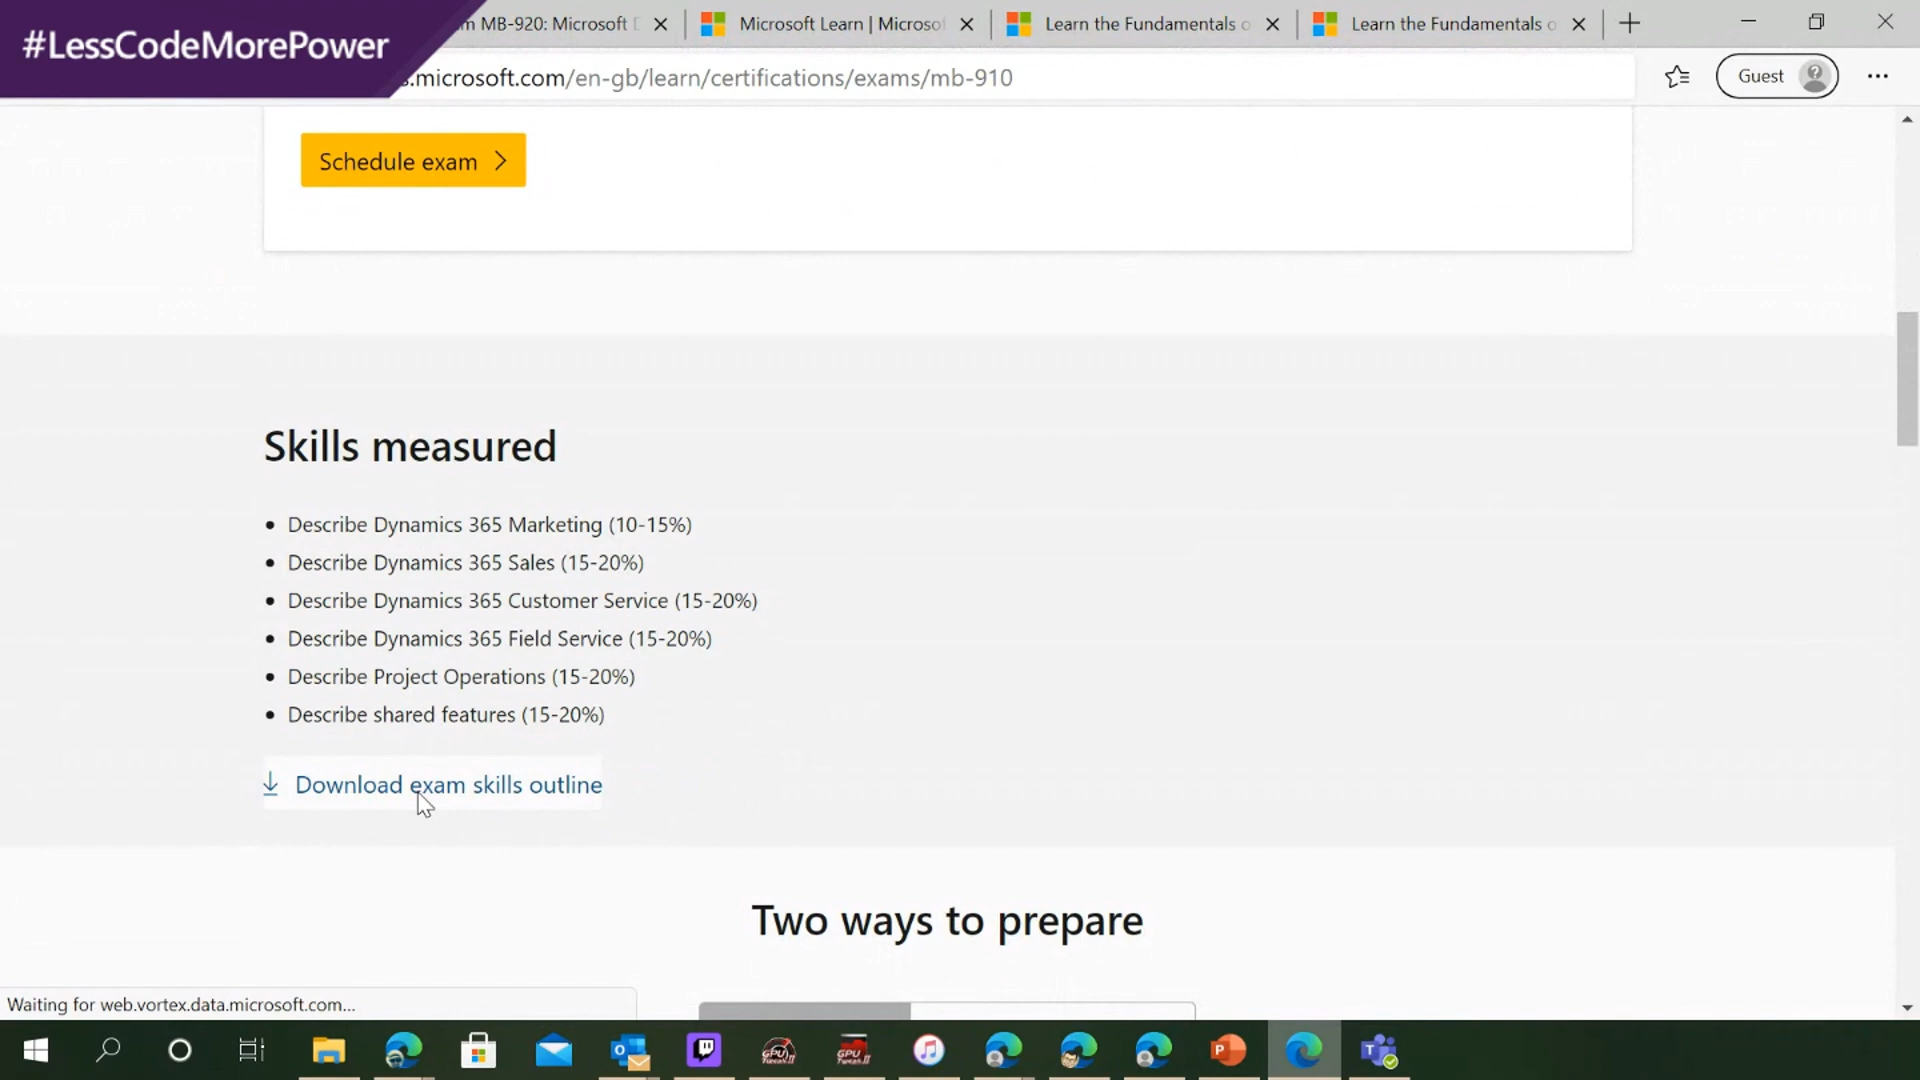 #LessCodeMorePower
m MB-920: Microsoft D
Microsoft Learn | Microsof
Learn the Fundamentals o
Learn the Fundamentals o
s.microsoft.com/en-gb/learn/certifications/exams/mb-910
Guest
Schedule exam
Skills measured
Describe Dynamics 365 Marketing (10-15%)
Describe Dynamics 365 Sales (15-20%)
Describe Dynamics 365 Customer Service (15-20%)
Describe Dynamics 365 Field Service (15-20%)
Describe Project Operations (15-20%)
Describe shared features (15-20%)
Download exam skills outline
Two ways to prepare
Waiting for web.vortex.data.microsoft.com...